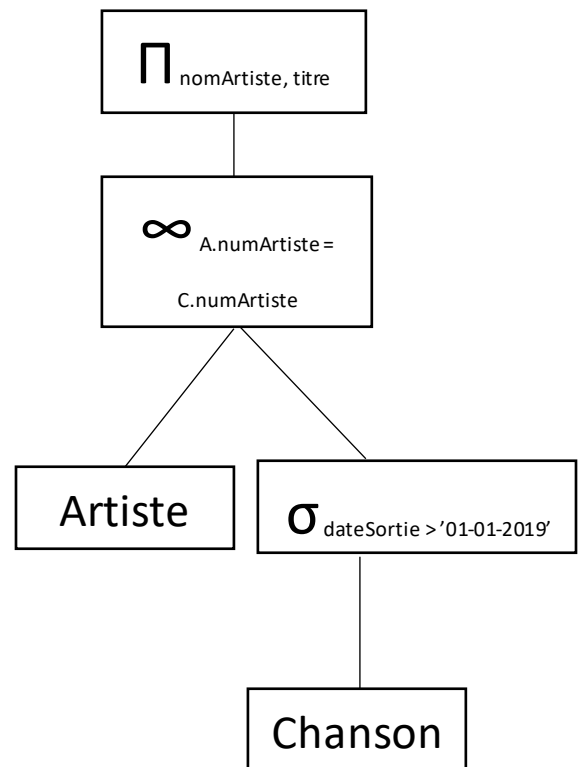 ∏ nomArtiste, titre
∞ A.numArtiste =
C.numArtiste
Artiste
σ dateSortie >’01-01-2019’
Chanson